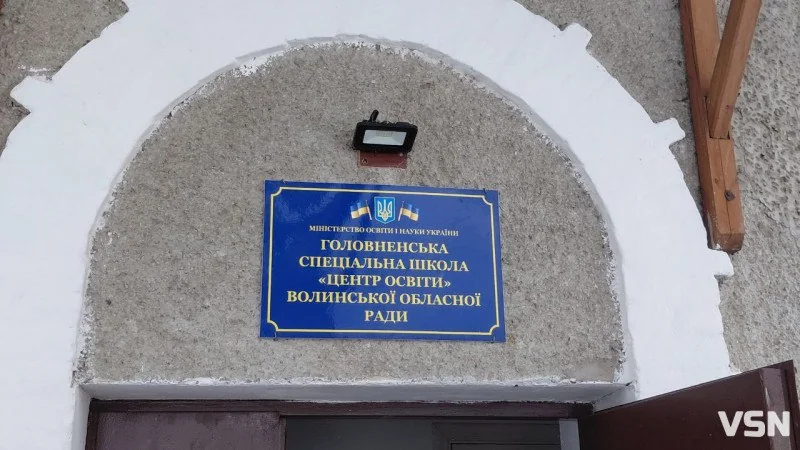 МІНІСТЕРСТВО ОСВІТИ І НАУКИ УКРАЇНИ
ГОЛОВНЕНСЬКА
СПЕЦІАЛЬНА ШКОЛА
«ЦЕНТР ОСВІТИ»
ВОЛИНСЬКОЇ ОБЛАСНОЇ
РАДИ
VSN